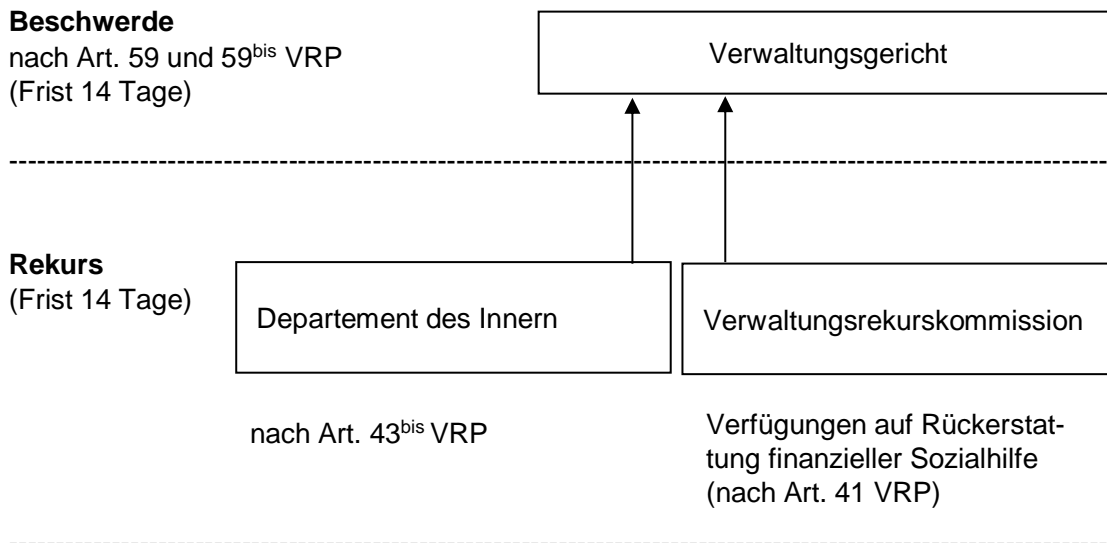 Beschwerde
nach Art. 59 und 59bis VRP
(Frist 14 Tage)
Verwaltungsgericht
Rekurs
(Frist 14 Tage)
Departement des Innern
Verwaltungsrekurskommission
nach Art. 43bis VRP
Verfügungen auf Rückerstat-
tung finanzieller Sozialhilfe
(nach Art. 41 VRP)